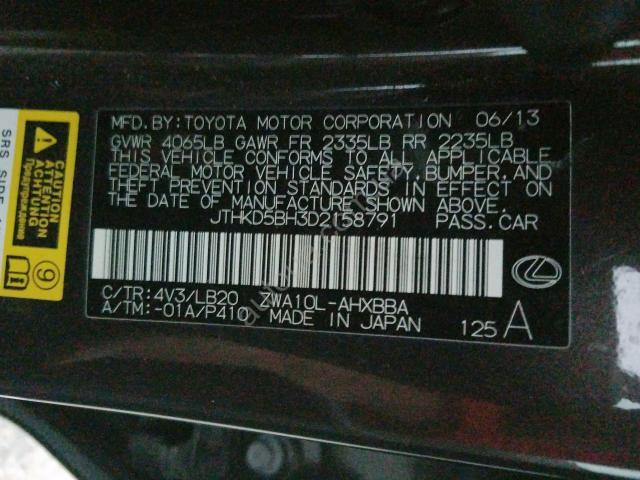 MFD. BY: TOYOTA MOTOR CORPORATION 06/13
GVWR 4065LB GAWR FR 2335LB RR 2235LB
THIS VEHICLE CONFORMS TO ALL APPLICABLE
FEDERAL MOTOR VEHICLE SAFETY, BUMPER, AND
THEFT PREVENTION STANDARDS IN EFFECT ON
THE DATE OF MANUFACTURE SHOWN ABOVE.
JTHKD5BH3D2158791 PASS. CAR
C/TR: 4V3/LB20 ZWA10L-AHXBBA
A/TM: -01A/P410 MADE IN JAPAN 125 A
SRS SIDE
CAUTION
ATTENTION
9